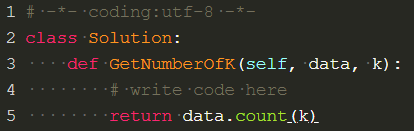 1 # -*- coding:utf-8 -*-
2 class Solution:
3     def GetNumberOfK(self, data, k):
4         # write code here
5         return data.count(k)